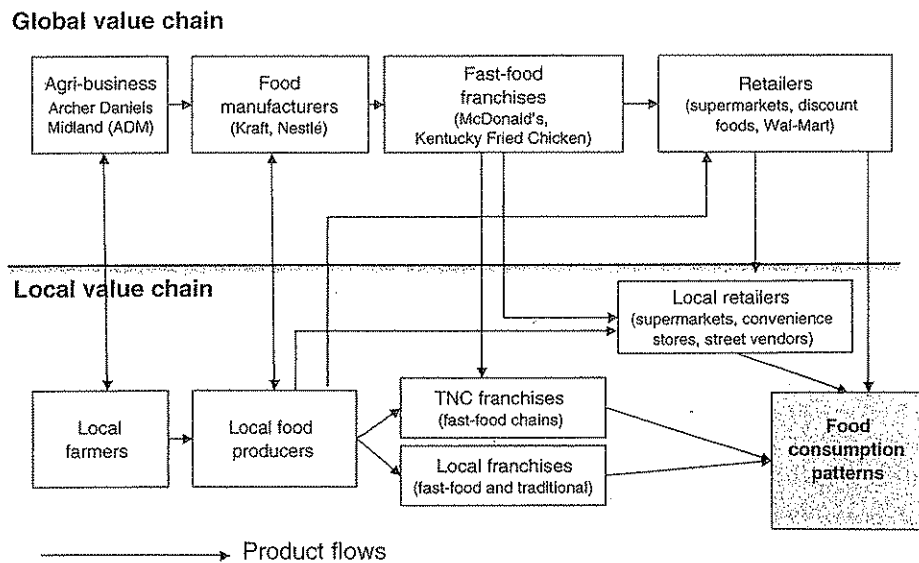 Global value chain
Agri-business
Archer Daniels
Midland (ADM)
Food
manufacturers
(Kraft, Nestlé)
Fast-food
franchises
(McDonald's,
Kentucky Fried Chicken)
Retailers
(supermarkets, discount
foods, Wal-Mart)
Local value chain
Local retailers
(supermarkets, convenience
stores, street vendors)
Local
farmers
Local food
producers
TNC franchises
(fast-food chains)
Local franchises
(fast-food and traditional)
Food
consumption
patterns
Product flows